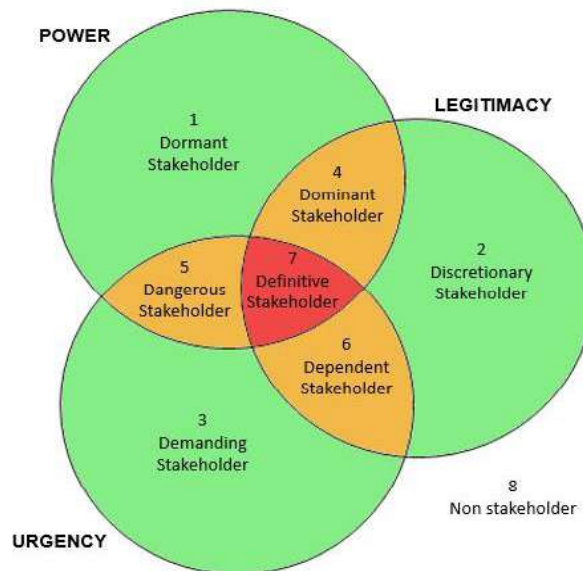 POWER
LEGITIMACY
1
Dormant
Stakeholder
4
Dominant
Stakeholder
2
Discretionary
Stakeholder
5
Dangerous
Stakeholder
7
Definitive
Stakeholder
6
Dependent
Stakeholder
3
Demanding
Stakeholder
8
Non stakeholder
URGENCY